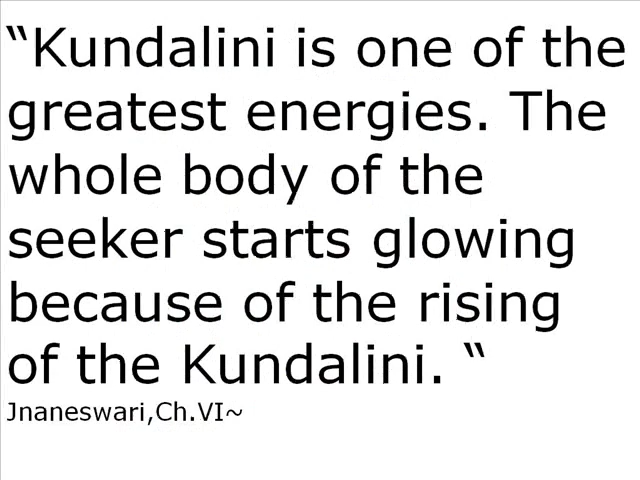 “Kundalini is one of the
greatest energies. The
whole body of the
seeker starts glowing
because of the rising
of the Kundalini. “
Jnaneswari,Ch.VI~